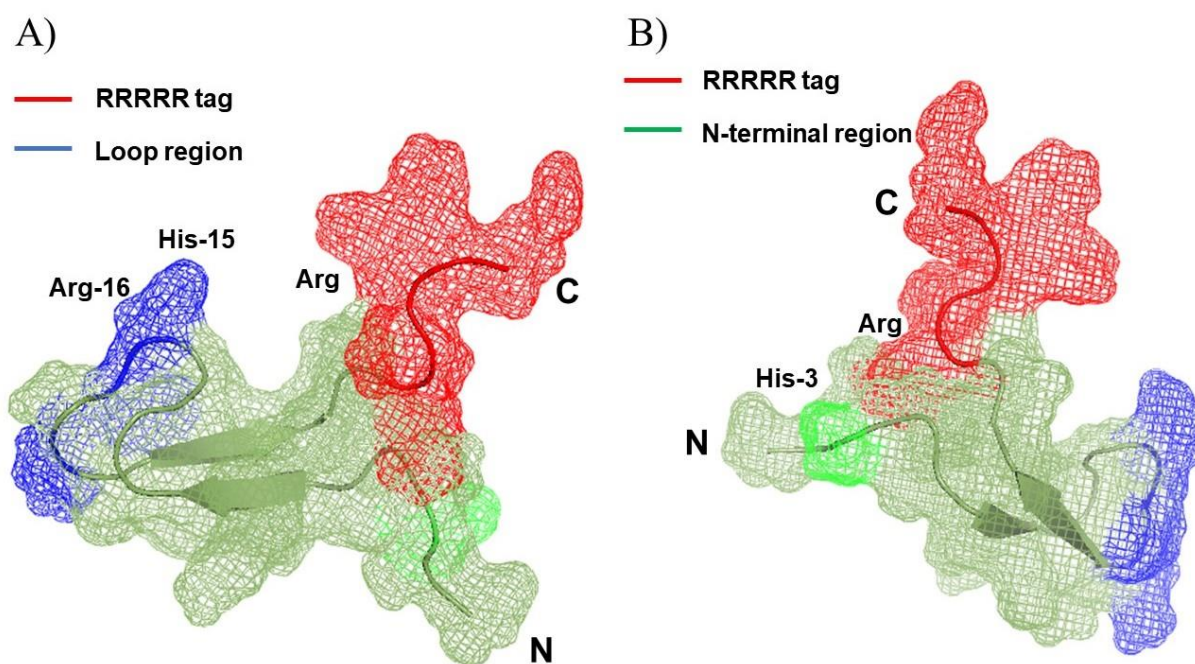 A)
RRRRR tag
Loop region
His-15
Arg-16
Arg
C
N
B)
RRRRR tag
N-terminal region
C
Arg
His-3
N